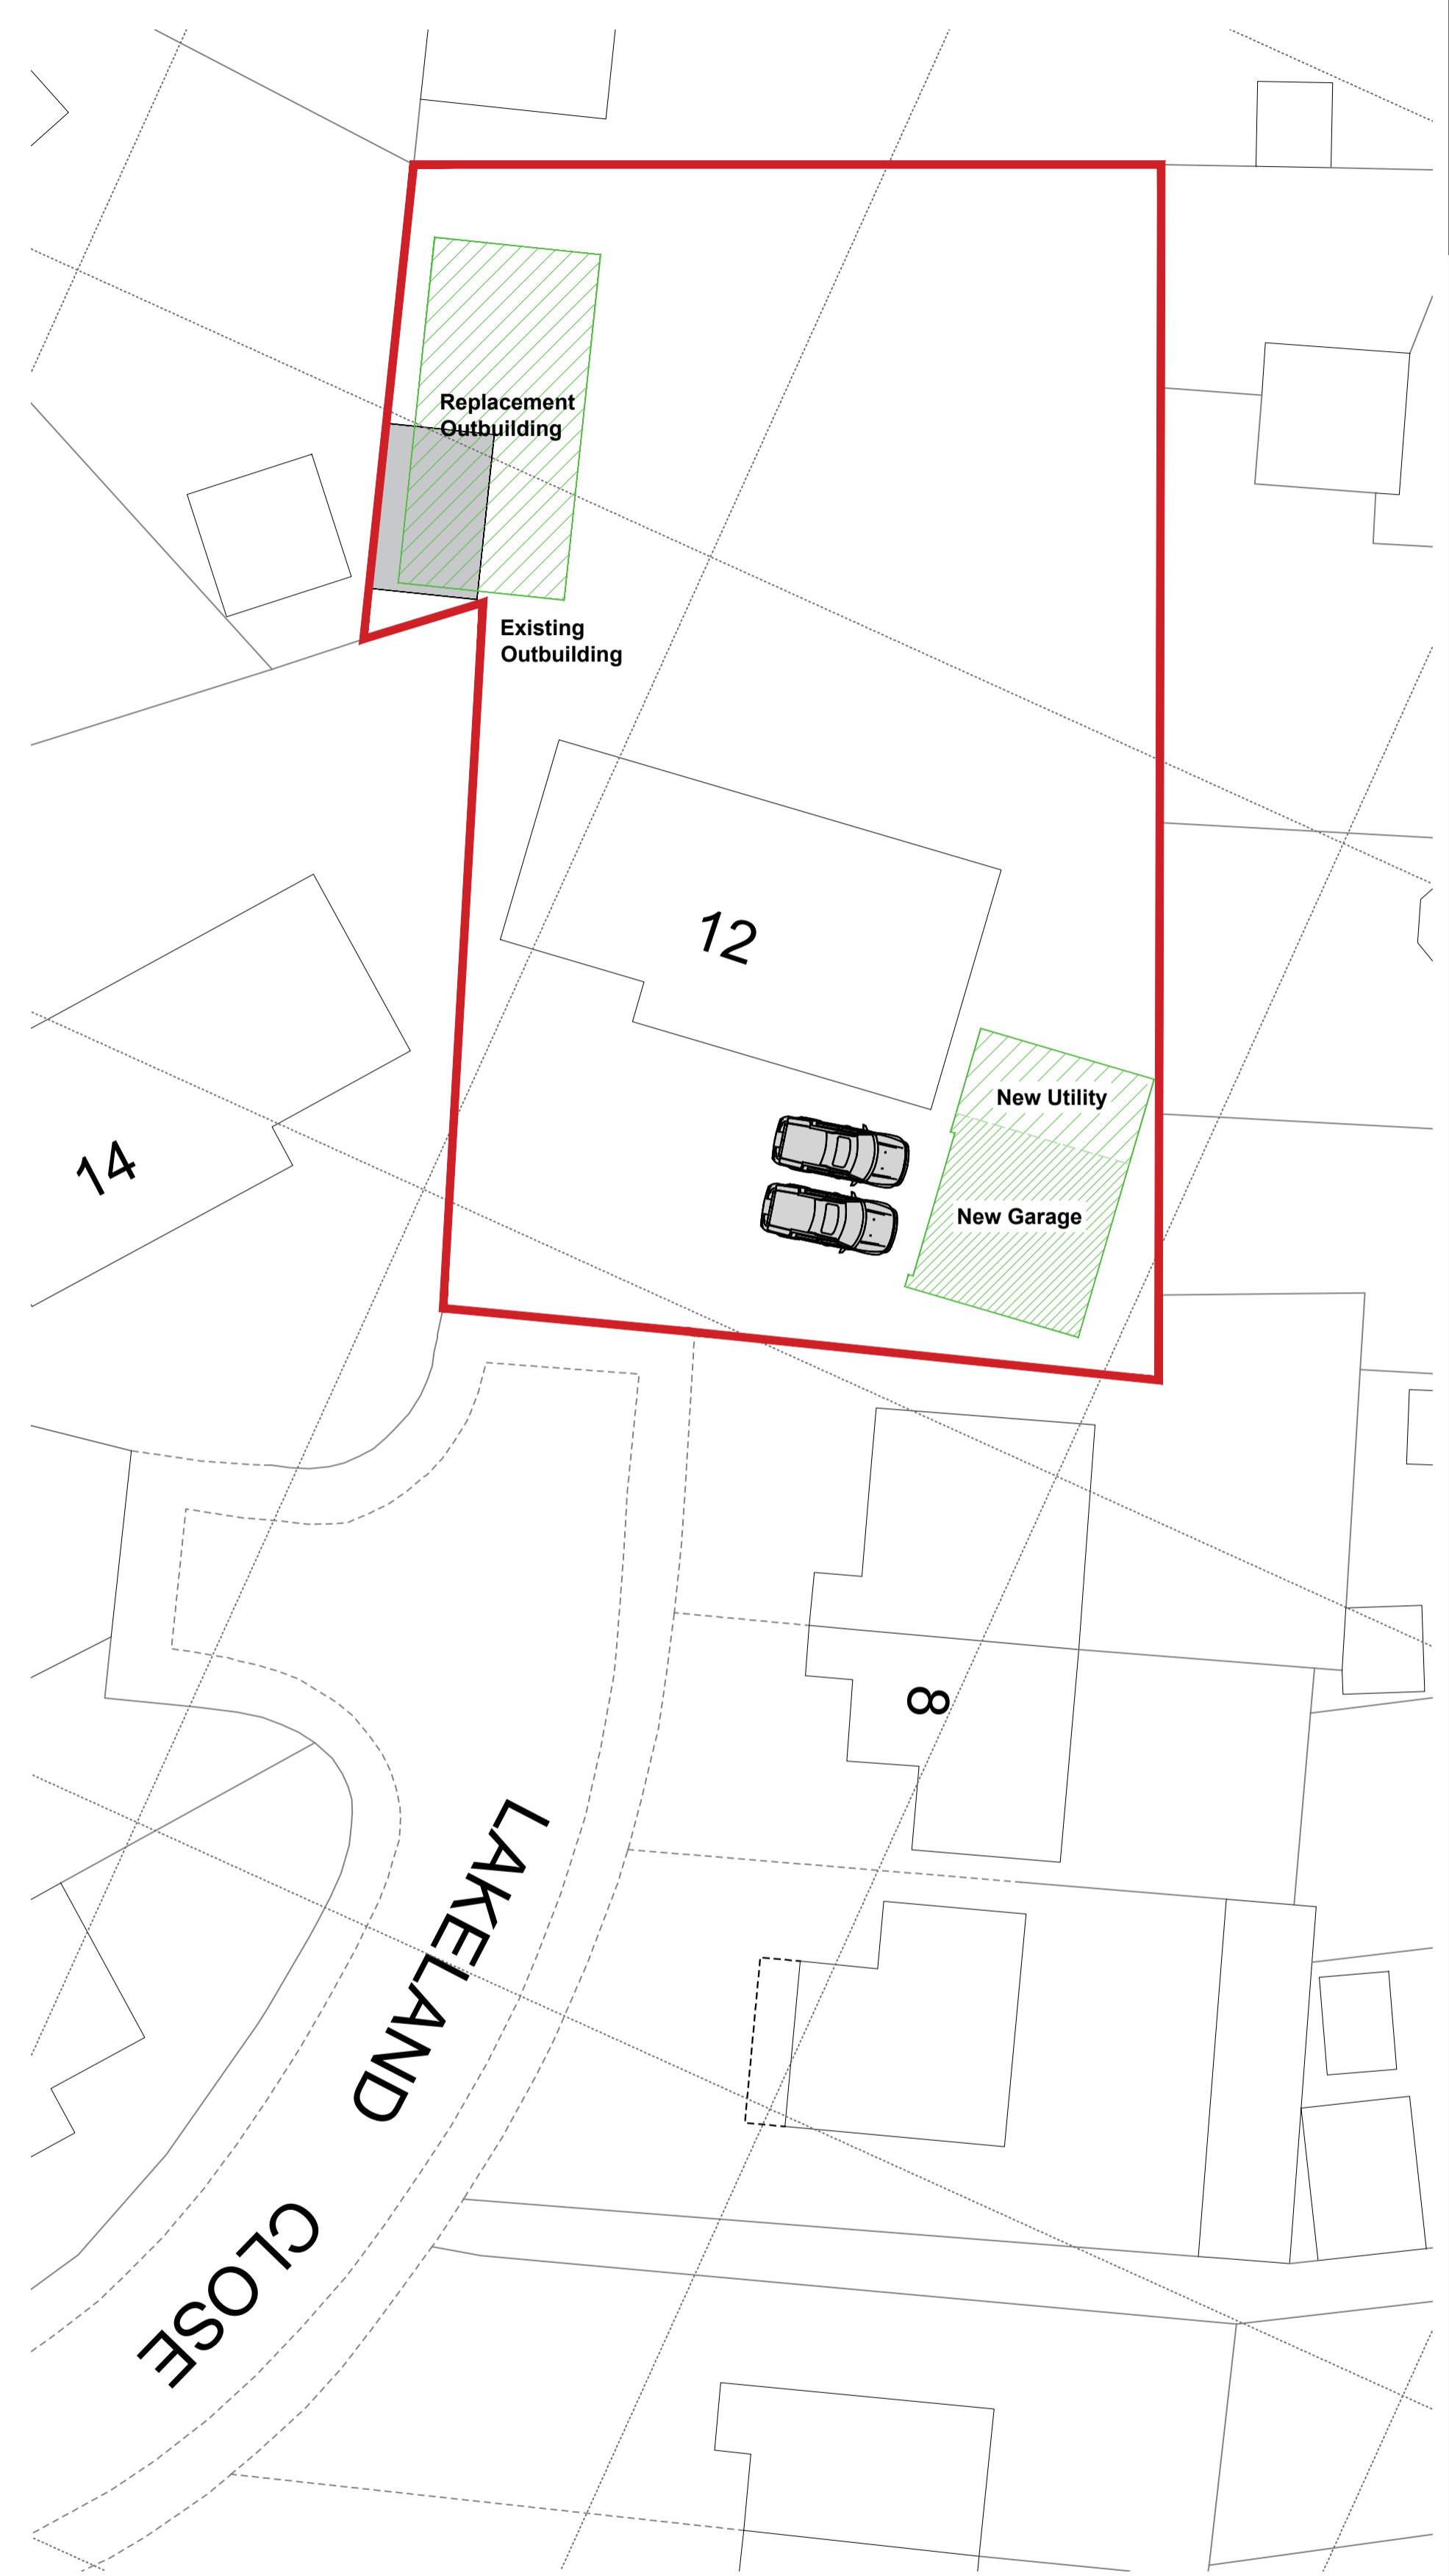 Replacement
Outbuilding
Existing
Outbuilding
12
New Utility
14
New Garage
8
LAKELAND
CLOSE